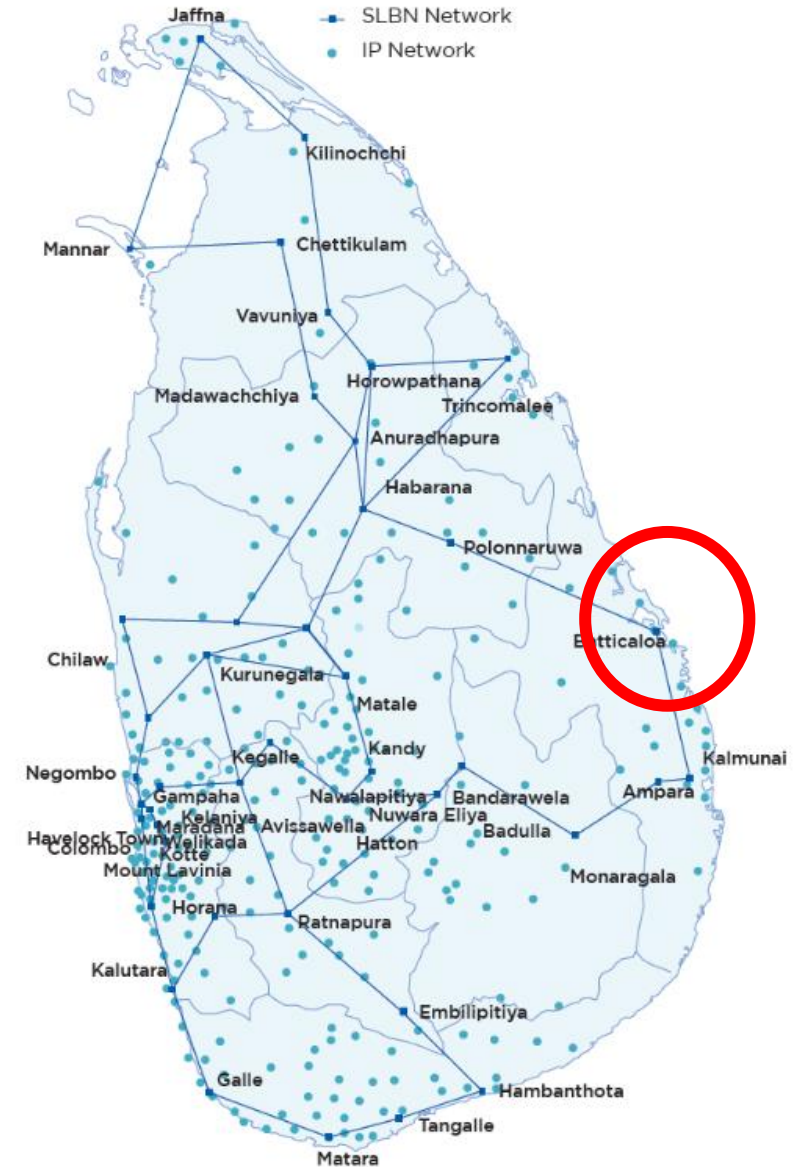 Jaffna
SLBN Network
IP Network
Kilinochchi
Mannar
Chettikulam
Vavuniya
Horowpathana
Madawachchiya
Trincomalee
Anuradhapura
Habarana
Polonnaruwa
Batticaloa
Chilaw
Kurunegala
Matale
Kandy
Kegalle
Kalmunai
Negombo
Ampara
Gampaha
Nawalapitiya
Bandarawela
Nuwara Eliya
Kelaniya
Maradana
Avissawella
Badulla
Havelock Town
Welikada
Hatton
Colombo
Kotte
Mount Lavinia
Monaragala
Horana
Ratnapura
Kalutara
Embilipitiya
Galle
Hambanthota
Tangalle
Matara